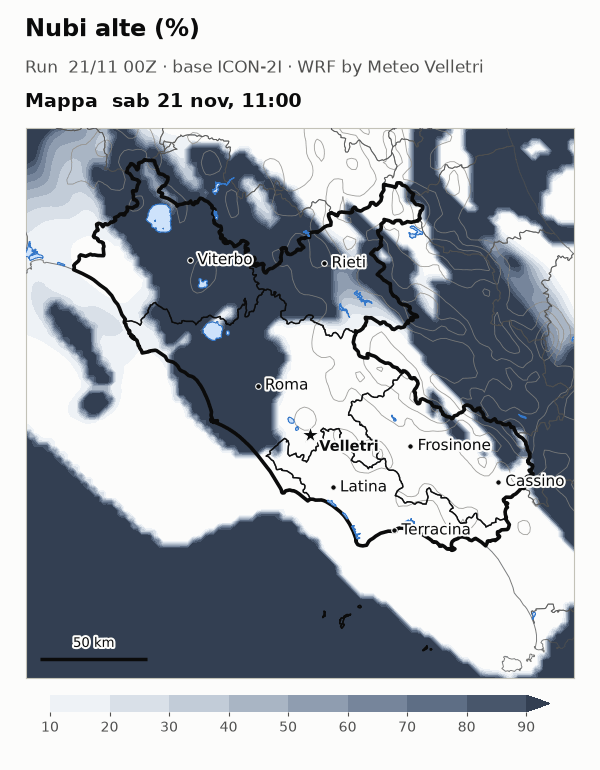 Nubi alte (%)
Run  21/11 00Z · base ICON-2I · WRF by Meteo Velletri
Mappa  sab 21 nov, 11:00
Viterbo
Rieti
Roma
Velletri
Frosinone
Cassino
Latina
Terracina
50 km
10 20 30 40 50 60 70 80 90